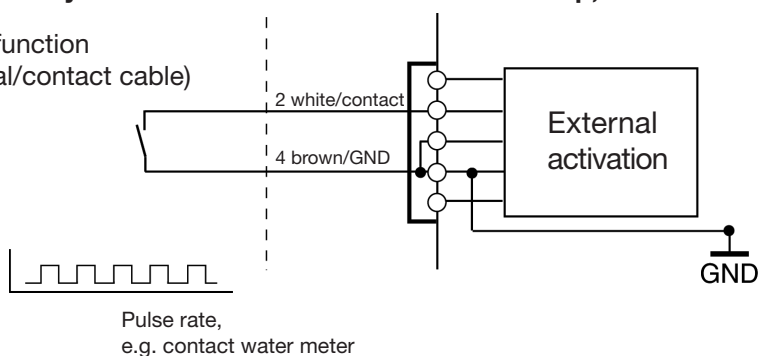 function
al/contact cable)
2 white/contact
4 brown/GND
External
activation
GND
Pulse rate,
e.g. contact water meter